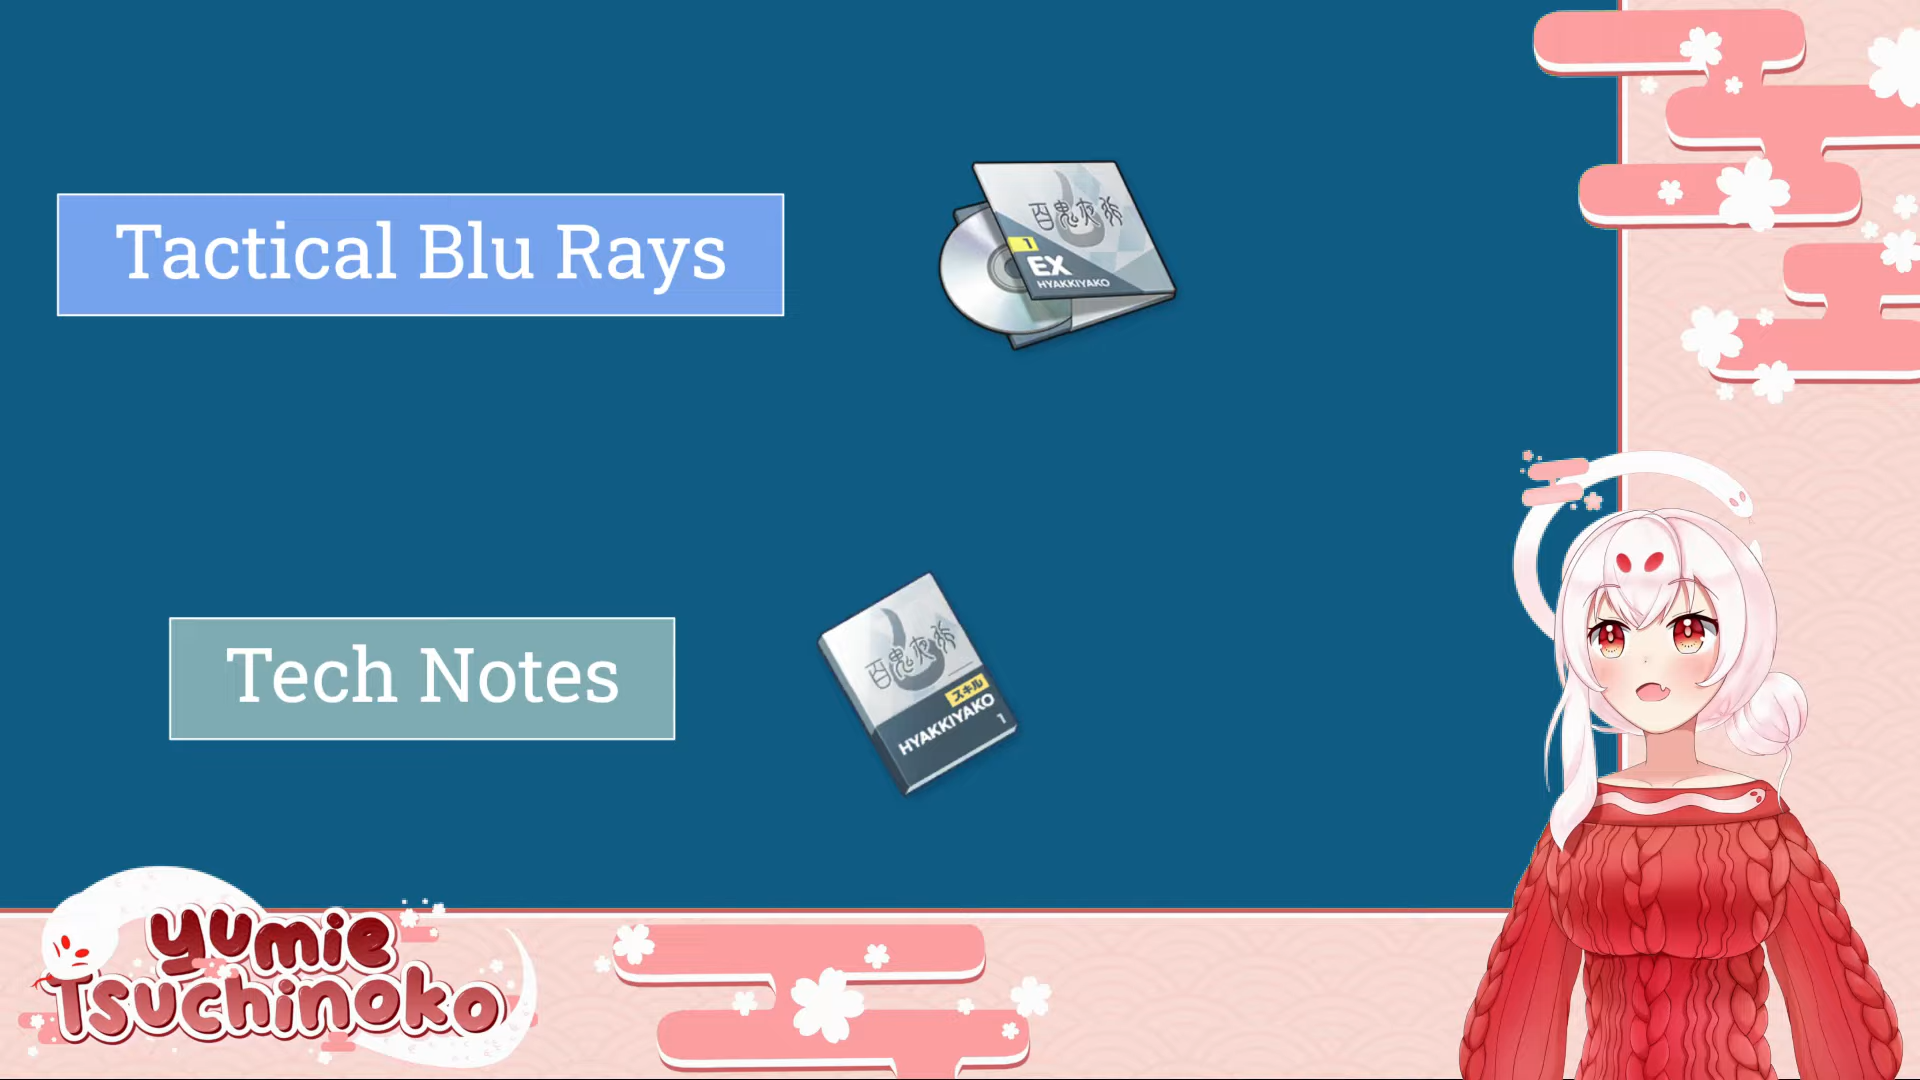 Tactical Blu Rays
百鬼夜行
1
EX
HYAKKIYAKO
Tech Notes
百鬼夜行
スキル
HYAKKIYAKO
1
yumie
Tsuchinoko